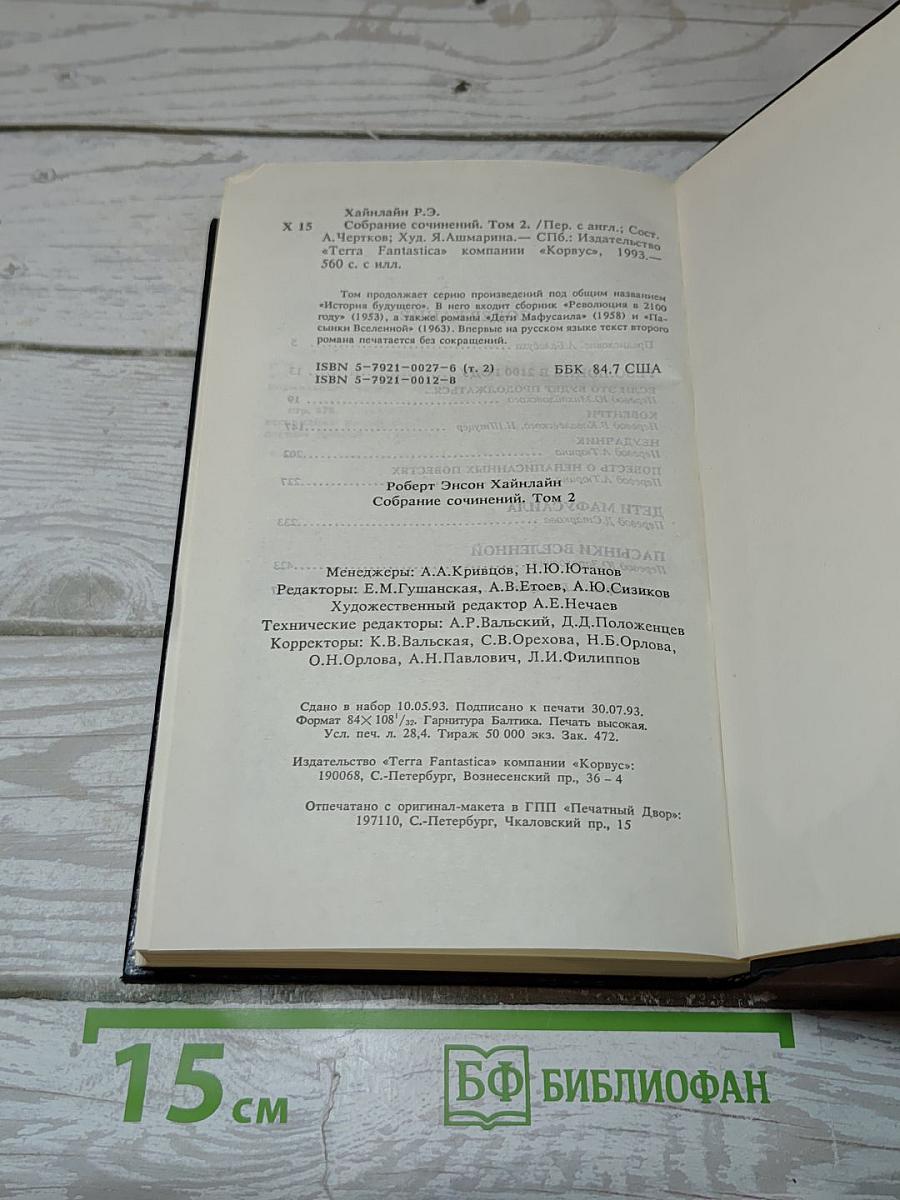 Хайнлайн Р.Э.
Х 15 Собрание сочинений. Том 2. /Пер. с англ.; Сост.
А.Чертков; Худ. Я.Ашмарина.— СПб.: Издательство
«Terra Fantastica» компании «Корвус», 1993.—
560 с. с илл.
Том продолжает серию произведений под общим названием
«История будущего». В него входит сборник «Революция в 2100
году» (1953), а также романы «Дети Мафусаила» (1958) и «Па-
сынки Вселенной» (1963). Впервые на русском языке текст второго
романа печатается без сокращений.
ISBN 5-7921-0027-6 (т. 2) ББК 84.7 США
ISBN 5-7921-0012-8
Роберт Энсон Хайнлайн
Собрание сочинений. Том 2
Менеджеры: А.А.Кривцов, Н.Ю.Ютанов
Редакторы: Е.М.Гушанская, А.В.Етоев, А.Ю.Сизиков
Художественный редактор А.Е.Нечаев
Технические редакторы: А.Р.Вальский, Д.Д.Положенцев
Корректоры: К.В.Вальская, С.В.Орехова, Н.Б.Орлова,
О.Н.Орлова, А.Н.Павлович, Л.И.Филиппов
Сдано в набор 10.05.93. Подписано к печати 30.07.93.
Формат 84×108¹/₃₂. Гарнитура Балтика. Печать высокая.
Усл. печ. л. 28,4. Тираж 50 000 экз. Зак. 472.
Издательство «Terra Fantastica» компании «Корвус»:
190068, С.-Петербург, Вознесенский пр., 36 – 4
Отпечатано с оригинал-макета в ГПП «Печатный Двор»:
197110, С.-Петербург, Чкаловский пр., 15
15 см
БФ БИБЛИОФАН